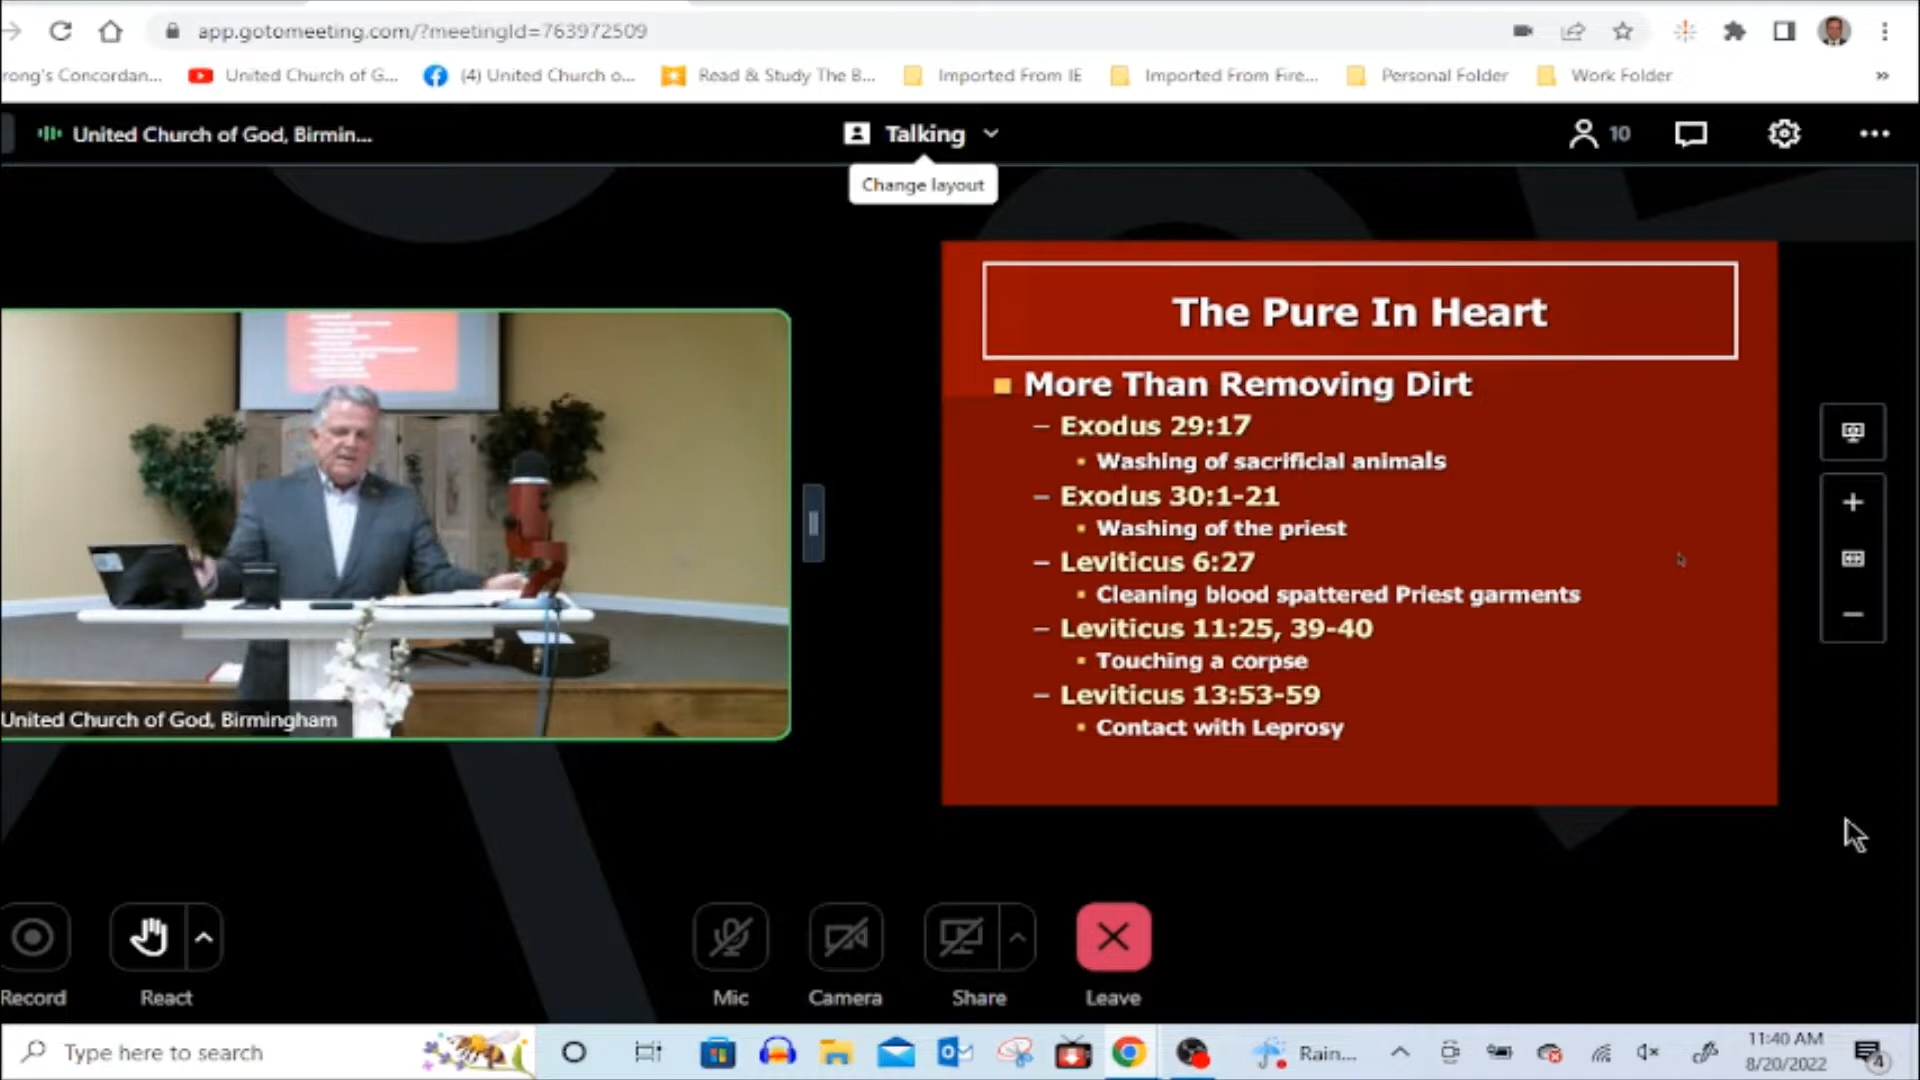 app.gotomeeting.com/?meetingId=763972509
rong's Concordan...
United Church of G...
(4) United Church o...
Read & Study The B...
Imported From IE
Imported From Fire...
Personal Folder
Work Folder
»
United Church of God, Birmin...
Talking
10
Change layout
The Pure In Heart
More Than Removing Dirt
– Exodus 29:17
Washing of sacrificial animals
– Exodus 30:1-21
Washing of the priest
– Leviticus 6:27
Cleaning blood spattered Priest garments
– Leviticus 11:25, 39-40
Touching a corpse
– Leviticus 13:53-59
Contact with Leprosy
United Church of God, Birmingham
Record
React
Mic
Camera
Share
Leave
Type here to search
Rain...
11:40 AM
8/20/2022
4